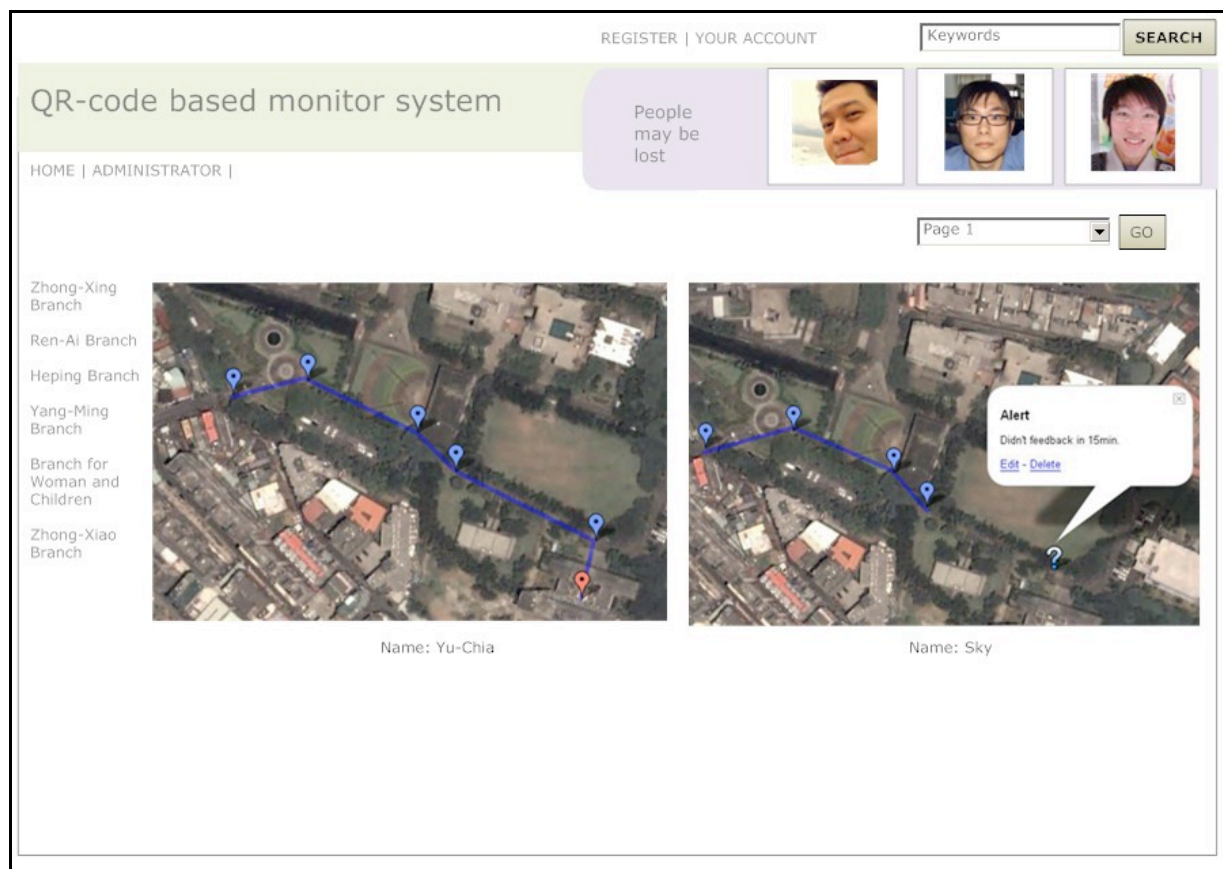 REGISTER | YOUR ACCOUNT
Keywords
SEARCH
QR-code based monitor system
People
may be
lost
HOME | ADMINISTRATOR |
Page 1
GO
Zhong-Xing
Branch
Ren-Ai Branch
Heping Branch
Yang-Ming
Branch
Branch for
Woman and
Children
Zhong-Xiao
Branch
Alert
Didn't feedback in 15min.
Edit - Delete
?
Name: Yu-Chia
Name: Sky